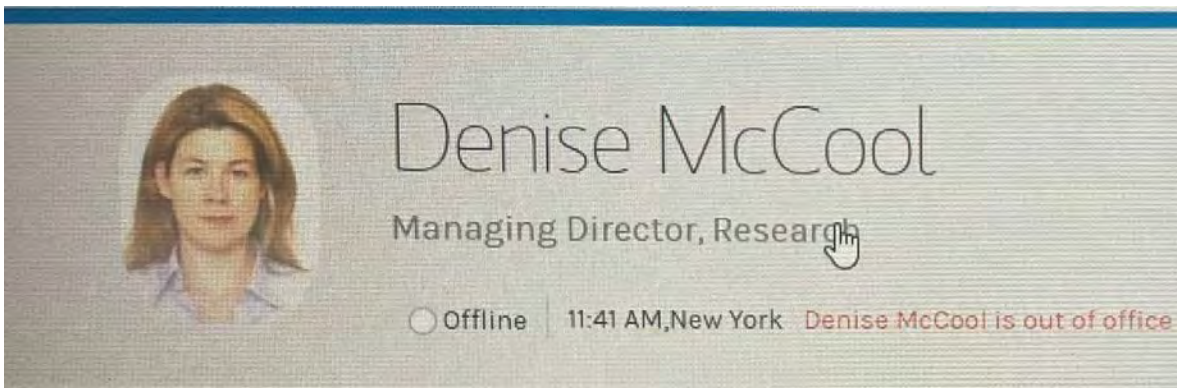 Denise McCool
Managing Director, Research
Offline 11:41 AM,New York Denise McCool is out of office